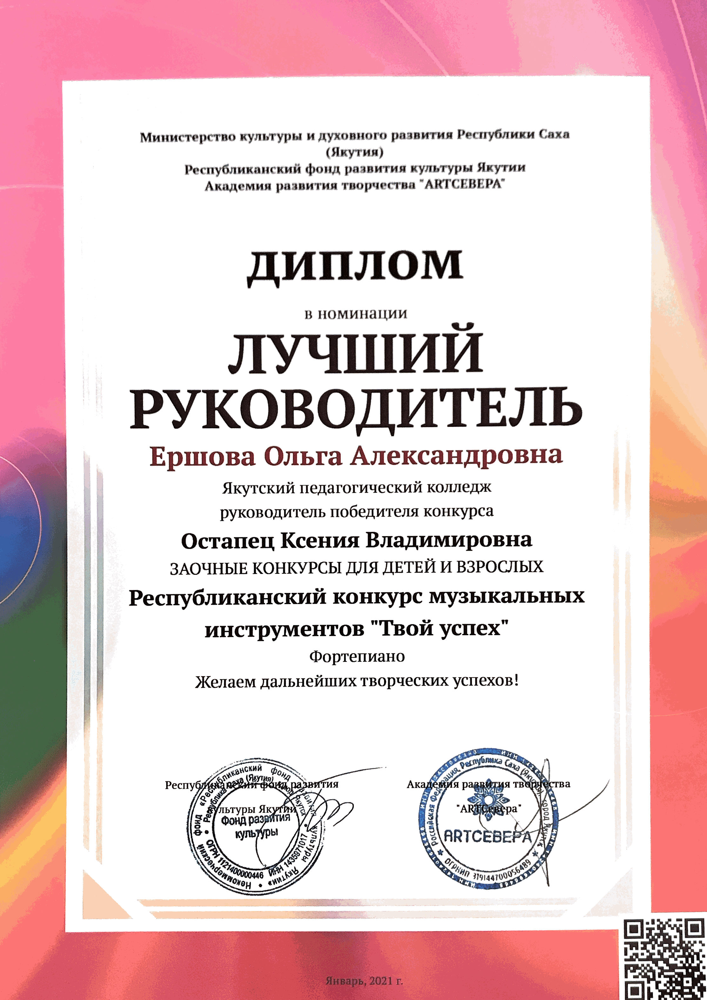 Министерство культуры и духовного развития Республики Саха
(Якутия)
Республиканский фонд развития культуры Якутии
Академия развития творчества "ARTСЕВЕРА"
ДИПЛОМ
в номинации
ЛУЧШИЙ
РУКОВОДИТЕЛЬ
Ершова Ольга Александровна
Якутский педагогический колледж
руководитель победителя конкурса
Остапец Ксения Владимировна
ЗАОЧНЫЕ КОНКУРСЫ ДЛЯ ДЕТЕЙ И ВЗРОСЛЫХ
Республиканский конкурс музыкальных
инструментов "Твой успех"
Фортепиано
Желаем дальнейших творческих успехов!
Республиканский фонд развития
культуры Якутии
Некоммерческий фонд «Республиканский фонд развития культуры Якутии»
Республика Саха (Якутия) город Якутск
ОГРН 1121400000446 ИНН 1435971017
Фонд развития
культуры
Академия развития творчества
"ARTСевера"
Российская Федерация, Республика Саха (Якутия), город Якутск
ARTСЕВЕРА
ОГРНИП 319144700056489
Январь, 2021 г.